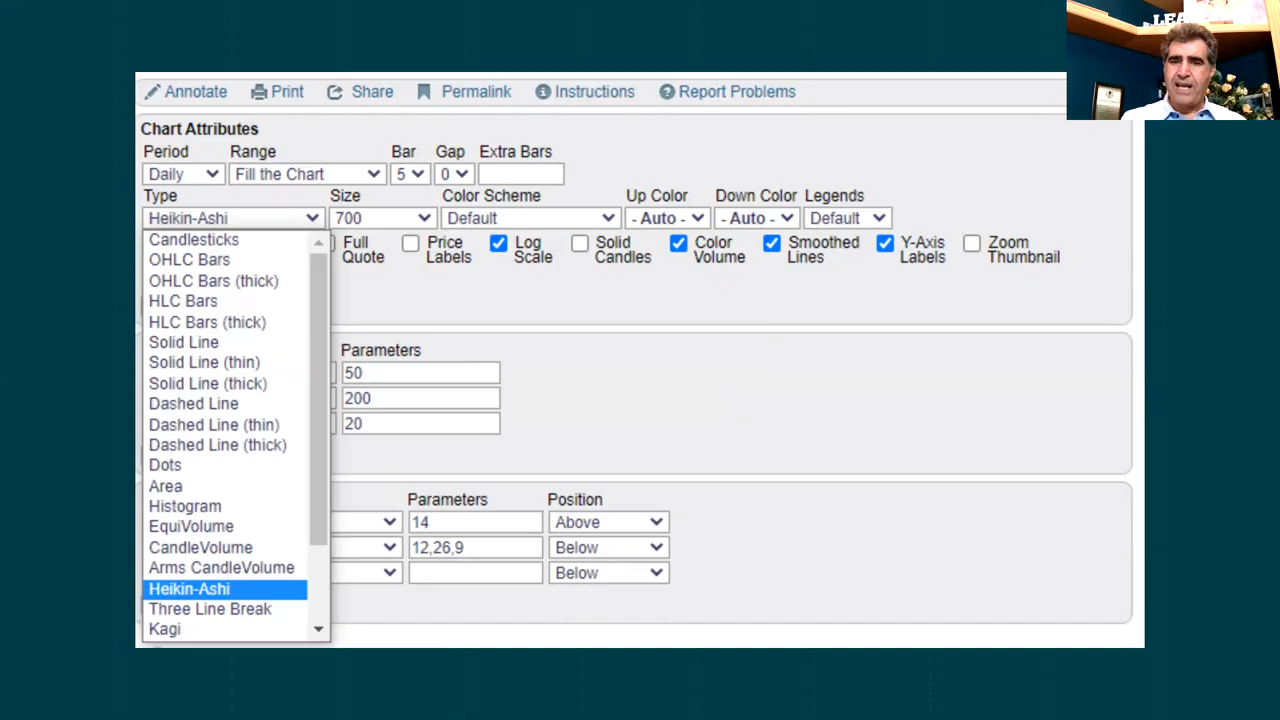 LEA
Annotate Print Share Permalink Instructions Report Problems
Chart Attributes
Period Range Bar Gap Extra Bars
Daily Fill the Chart 5 0
Type Size Color Scheme Up Color Down Color Legends
Heikin-Ashi 700 Default - Auto - - Auto - Default
Full Quote Price Labels Log Scale Solid Candles Color Volume Smoothed Lines Y-Axis Labels Zoom Thumbnail
Candlesticks
OHLC Bars
OHLC Bars (thick)
HLC Bars
HLC Bars (thick)
Solid Line
Solid Line (thin)
Solid Line (thick)
Dashed Line
Dashed Line (thin)
Dashed Line (thick)
Dots
Area
Histogram
EquiVolume
CandleVolume
Arms CandleVolume
Heikin-Ashi
Three Line Break
Kagi
Parameters
50
200
20
Parameters Position
14 Above
12,26,9 Below
Below